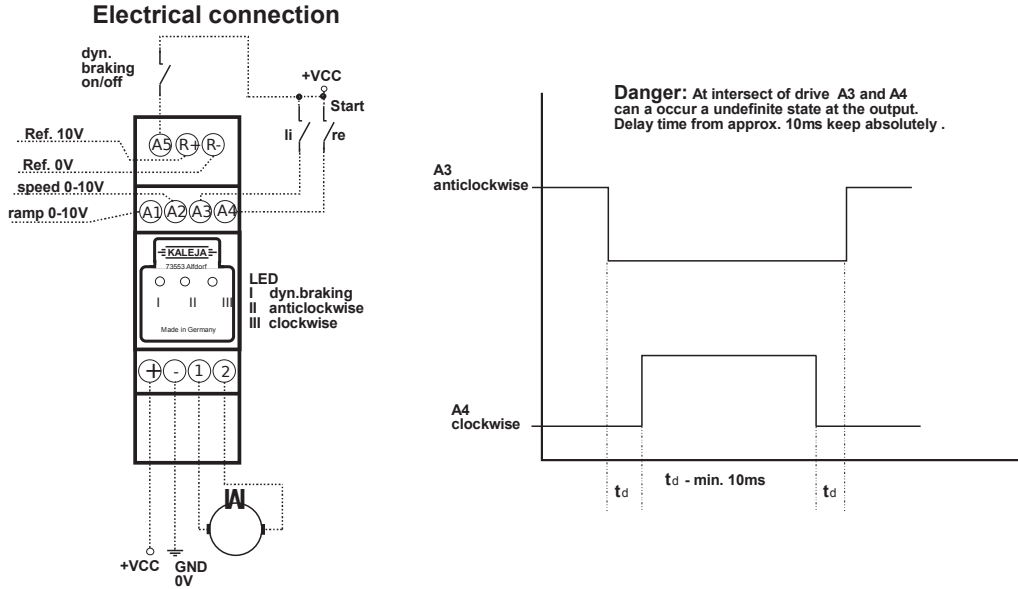 Electrical connection
dyn.
braking
on/off
+VCC
Start
li
re
Ref. 10V
A5 R+ R-
Ref. 0V
speed 0-10V
ramp 0-10V
A1 A2 A3 A4
KALEJA
73553 Alfdorf
I II III
Made in Germany
LED
I dyn.braking
II anticlockwise
III clockwise
+ - 1 2
M
+VCC
GND
0V
Danger: At intersect of drive A3 and A4
can a occur a undefinite state at the output.
Delay time from approx. 10ms keep absolutely .
A3
anticlockwise
A4
clockwise
td
td - min. 10ms
td